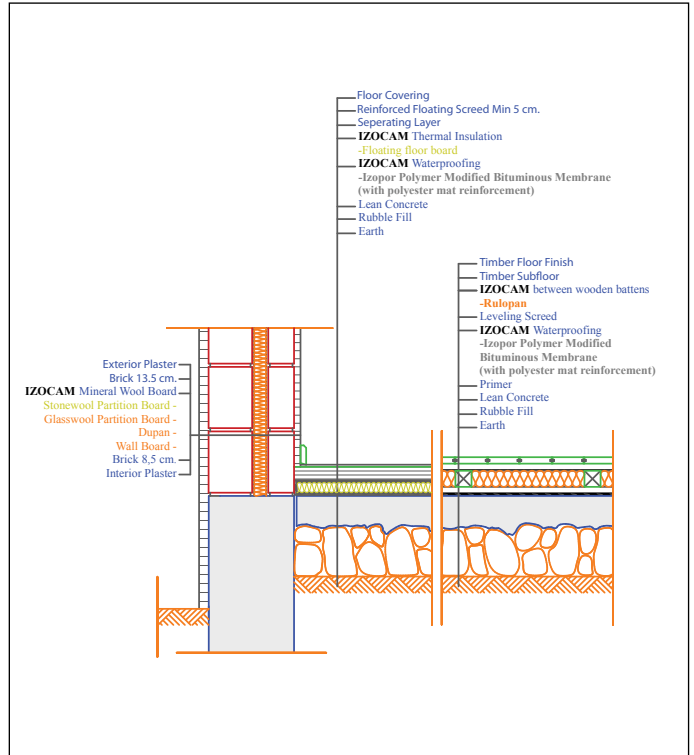 Floor Covering
Reinforced Floating Screed Min 5 cm.
Seperating Layer
IZOCAM Thermal Insulation
-Floating floor board
IZOCAM Waterproofing
-Izopor Polymer Modified Bituminous Membrane
(with polyester mat reinforcement)
Lean Concrete
Rubble Fill
Earth
Timber Floor Finish
Timber Subfloor
IZOCAM between wooden battens
-Rulopan
Leveling Screed
IZOCAM Waterproofing
-Izopor Polymer Modified
Bituminous Membrane
(with polyester mat reinforcement)
Primer
Lean Concrete
Rubble Fill
Earth
Exterior Plaster
Brick 13.5 cm.
IZOCAM Mineral Wool Board
Stonewool Partition Board -
Glasswool Partition Board -
Dupan -
Wall Board -
Brick 8,5 cm.
Interior Plaster